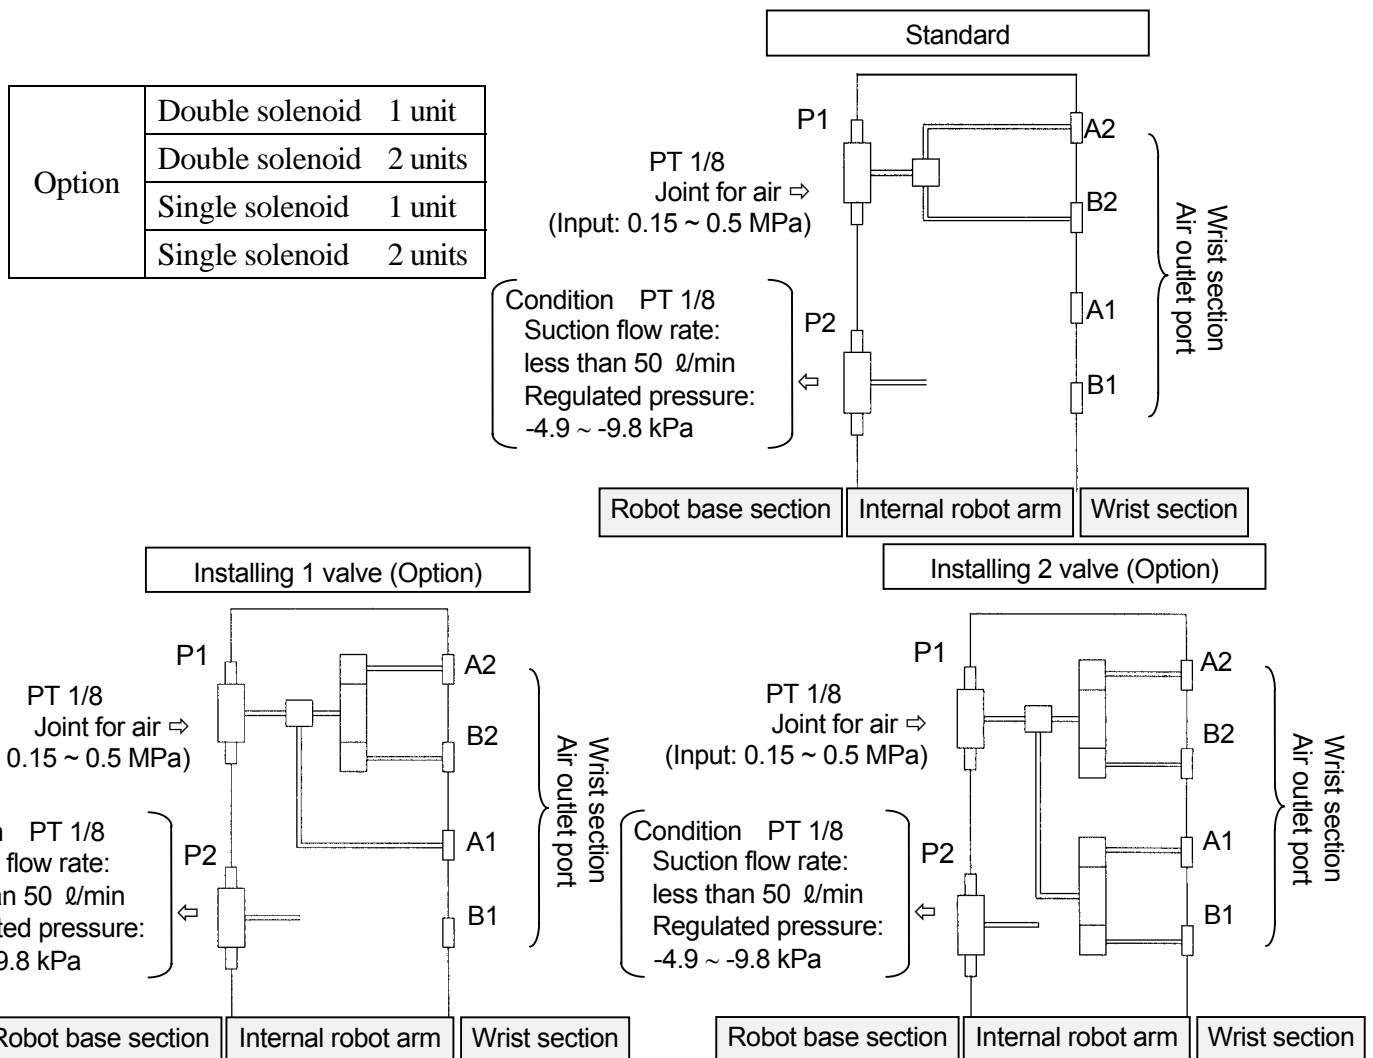 Standard
Option
Double solenoid 1 unit
Double solenoid 2 units
Single solenoid 1 unit
Single solenoid 2 units
P1
PT 1/8
Joint for air ⇨
(Input: 0.15 ~ 0.5 MPa)
Condition PT 1/8
Suction flow rate:
less than 50 ℓ/min
Regulated pressure:
-4.9 ~ -9.8 kPa
P2
⇦
A2
B2
A1
B1
Wrist section
Air outlet port
Robot base section
Internal robot arm
Wrist section
Installing 1 valve (Option)
P1
PT 1/8
Joint for air ⇨
0.15 ~ 0.5 MPa)
PT 1/8
flow rate:
50 ℓ/min
pressure:
9.8 kPa
P2
⇦
A2
B2
A1
B1
Wrist section
Air outlet port
Robot base section
Internal robot arm
Wrist section
Installing 2 valve (Option)
P1
PT 1/8
Joint for air ⇨
(Input: 0.15 ~ 0.5 MPa)
Condition PT 1/8
Suction flow rate:
less than 50 ℓ/min
Regulated pressure:
-4.9 ~ -9.8 kPa
P2
⇦
A2
B2
A1
B1
Wrist section
Air outlet port
Robot base section
Internal robot arm
Wrist section